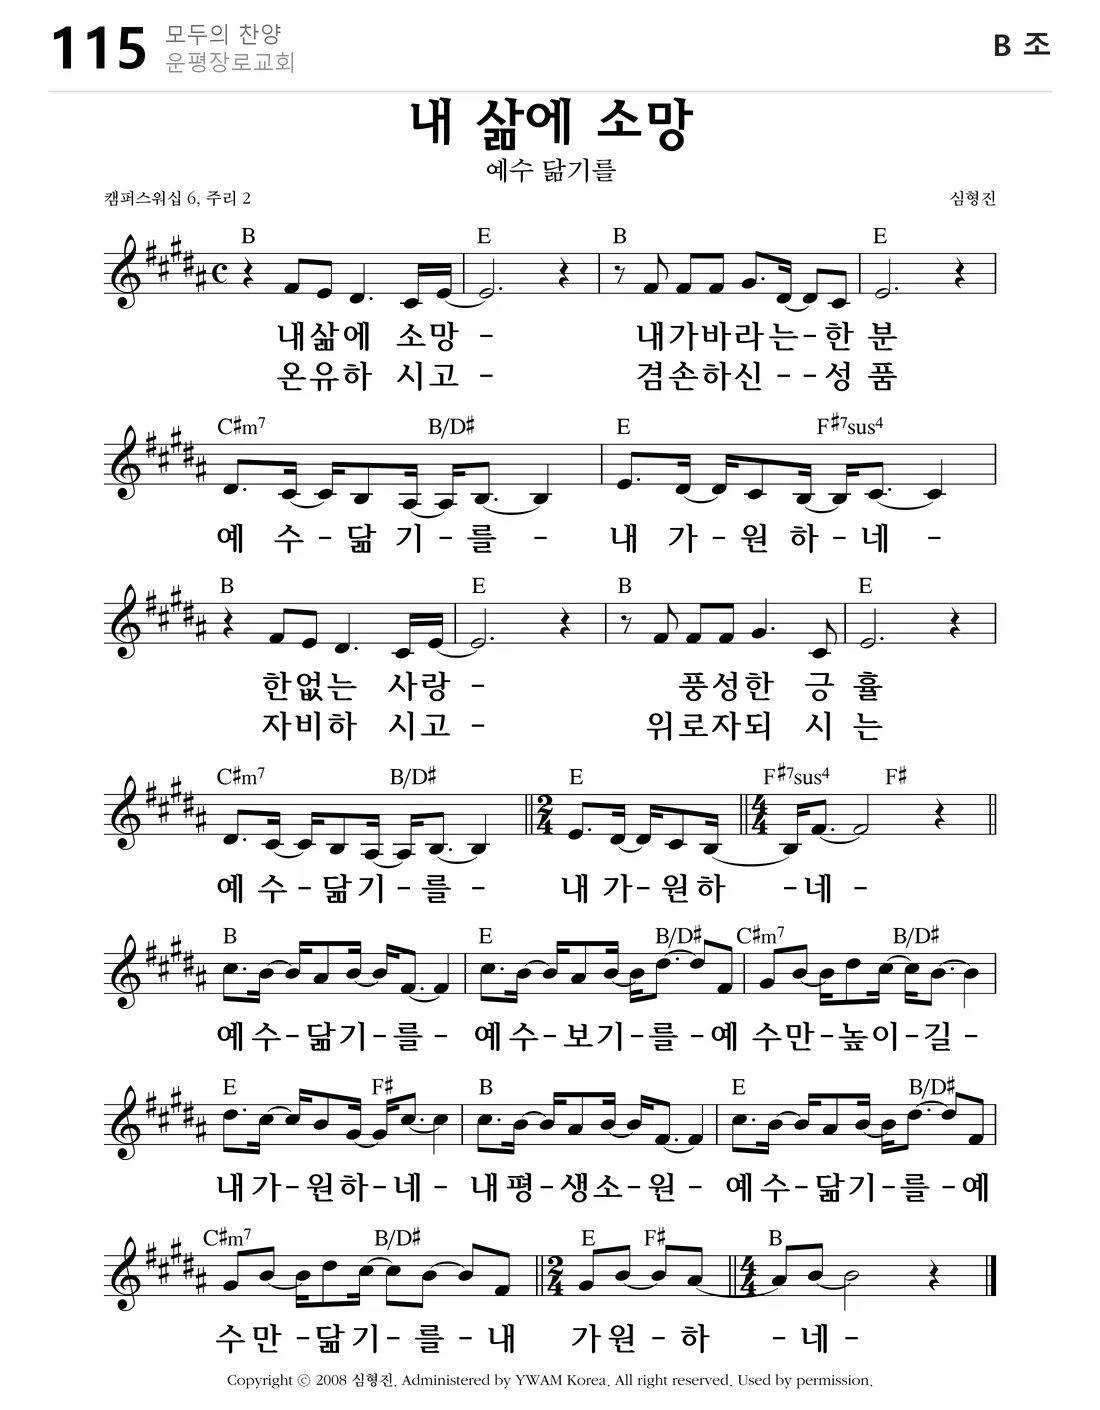 115
모두의 찬양
운평장로교회
B 조
내 삶에 소망
예수 닮기를
캠퍼스워십 6, 주리 2
심형진
B E B E
내삶에 소망 - 내가바라는-한 분
온유하 시고 - 겸손하신 - -성 품
C#m7 B/D# E F#7sus4
예 수-닮 기-를 - 내 가-원 하-네 -
B E B E
한없는 사랑 - 풍성한 긍 휼
자비하 시고 - 위로자되 시 는
C#m7 B/D# E F#7sus4 F#
2 4 4 4
예 수-닮기-를 - 내 가-원하 -네 -
B E B/D# C#m7 B/D#
예수-닮기-를- 예수-보기-를-예 수만-높이-길-
E F# B E B/D#
내가-원하-네- 내평-생소-원 - 예수-닮기-를-예
C#m7 B/D# E F# B
2 4 4 4
수만 -닮기- 를-내 가원 - 하 - 네 -
Copyright ⓒ 2008 심형진. Administered by YWAM Korea. All right reserved. Used by permission.